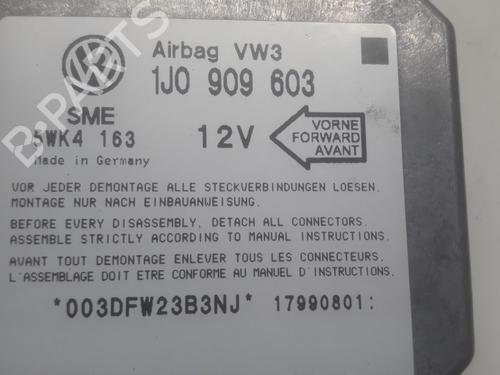 Airbag VW3
1J0 909 603
SME
5WK4 163
12V
Made in Germany
VORNE
FORWARD
AVANT
VOR JEDER DEMONTAGE ALLE STECKVERBINDUNGEN LOESEN.
MONTAGE NUR NACH EINBAUANWEISUNG.
BEFORE EVERY DISASSEMBLY, DETACH ALL CONNECTORS.
ASSEMBLE STRICTLY ACCORDING TO MANUAL INSTRUCTIONS.
AVANT TOUT DEMONTAGE ENLEVER TOUS LES CONNECTEURS.
L'ASSEMBLAGE DOIT ETRE CONFORME AU MANUEL D'INSTRUCTIONS.
*003DFW23B3NJ* 17990801:
B-PARTS